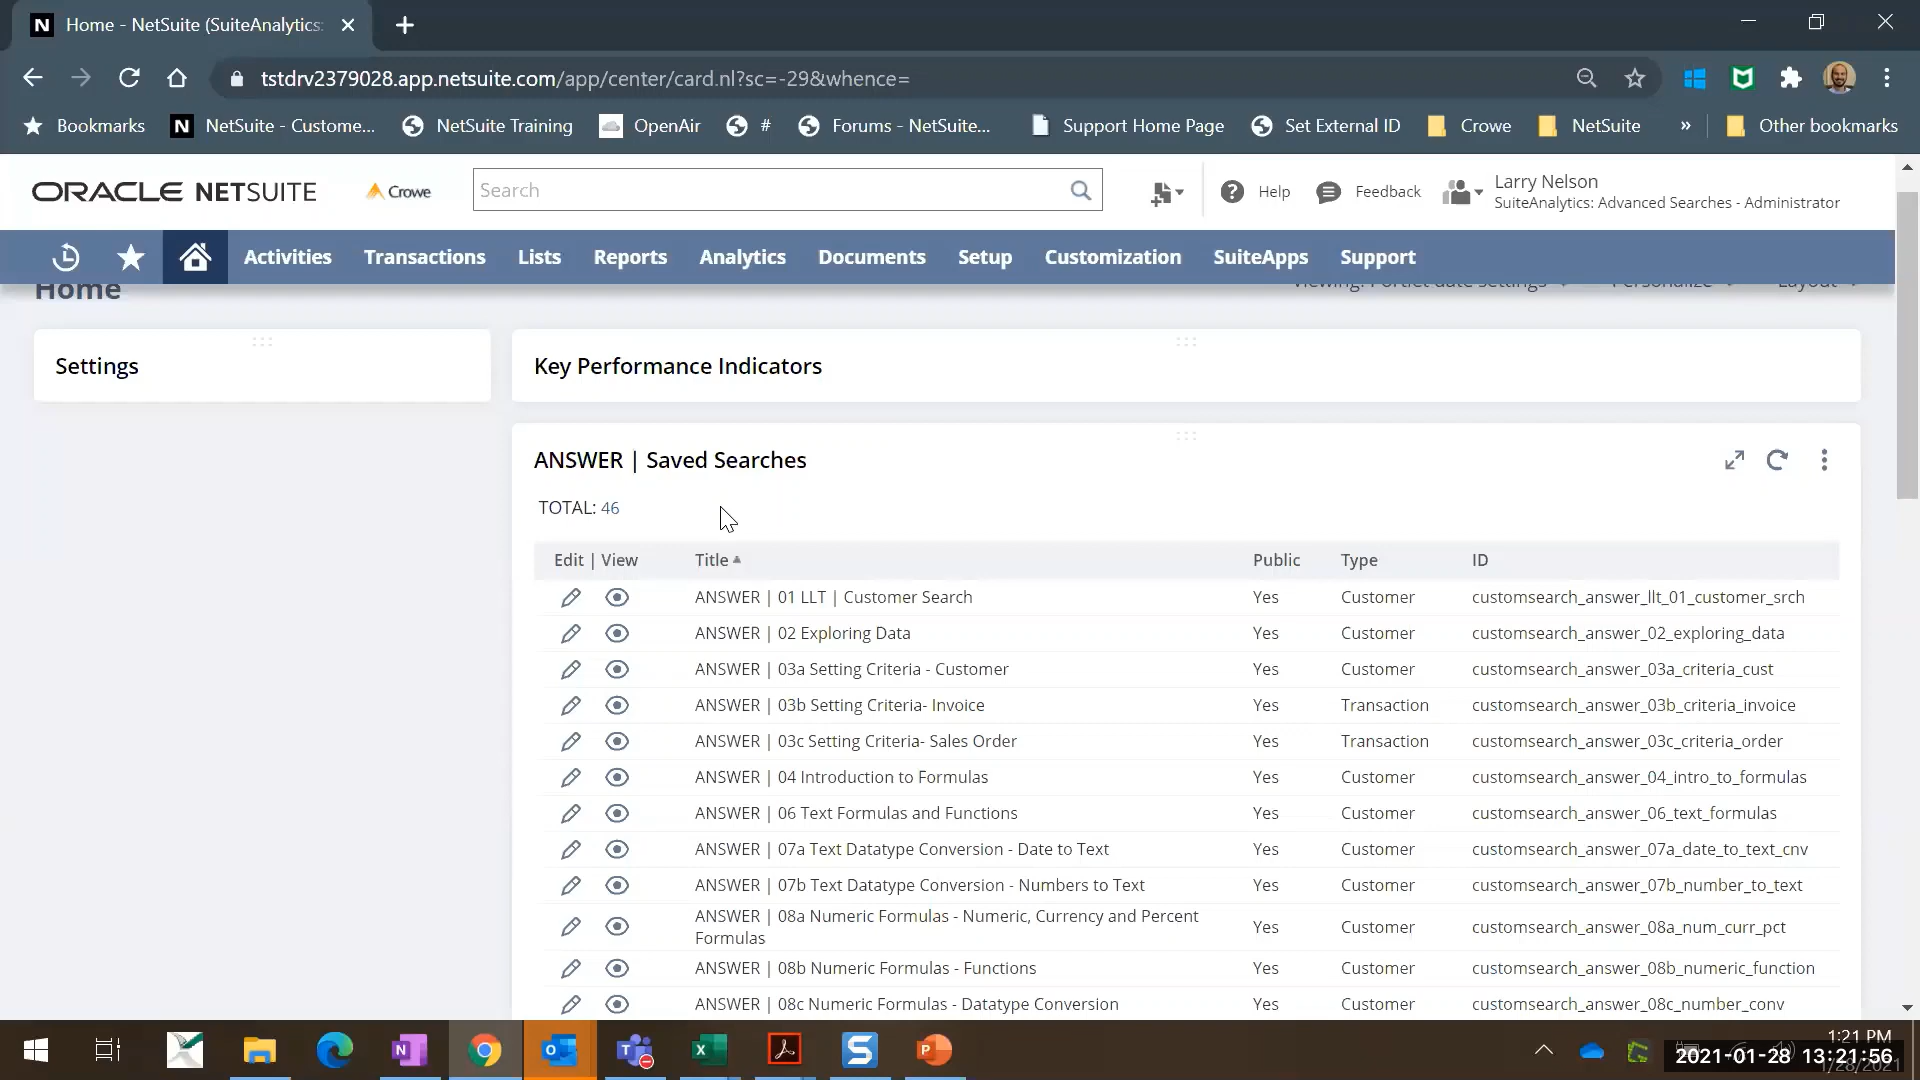 Home - NetSuite (SuiteAnalytics:
tstdrv2379028.app.netsuite.com/app/center/card.nl?sc=-29&whence=
Bookmarks NetSuite - Custome... NetSuite Training OpenAir # Forums - NetSuite... Support Home Page Set External ID Crowe NetSuite » Other bookmarks
ORACLE NETSUITE Crowe Search Help Feedback Larry Nelson
SuiteAnalytics: Advanced Searches - Administrator
Activities Transactions Lists Reports Analytics Documents Setup Customization SuiteApps Support
Home Viewing: Portlet date settings Personalize Layout
Settings
Key Performance Indicators
ANSWER | Saved Searches
TOTAL: 46
Edit | View Title Public Type ID
ANSWER | 01 LLT | Customer Search Yes Customer customsearch_answer_llt_01_customer_srch
ANSWER | 02 Exploring Data Yes Customer customsearch_answer_02_exploring_data
ANSWER | 03a Setting Criteria - Customer Yes Customer customsearch_answer_03a_criteria_cust
ANSWER | 03b Setting Criteria- Invoice Yes Transaction customsearch_answer_03b_criteria_invoice
ANSWER | 03c Setting Criteria- Sales Order Yes Transaction customsearch_answer_03c_criteria_order
ANSWER | 04 Introduction to Formulas Yes Customer customsearch_answer_04_intro_to_formulas
ANSWER | 06 Text Formulas and Functions Yes Customer customsearch_answer_06_text_formulas
ANSWER | 07a Text Datatype Conversion - Date to Text Yes Customer customsearch_answer_07a_date_to_text_cnv
ANSWER | 07b Text Datatype Conversion - Numbers to Text Yes Customer customsearch_answer_07b_number_to_text
ANSWER | 08a Numeric Formulas - Numeric, Currency and Percent
Formulas Yes Customer customsearch_answer_08a_num_curr_pct
ANSWER | 08b Numeric Formulas - Functions Yes Customer customsearch_answer_08b_numeric_function
ANSWER | 08c Numeric Formulas - Datatype Conversion Yes Customer customsearch_answer_08c_number_conv
1:21 PM
2021-01-28 13:21:56
1/28/2021